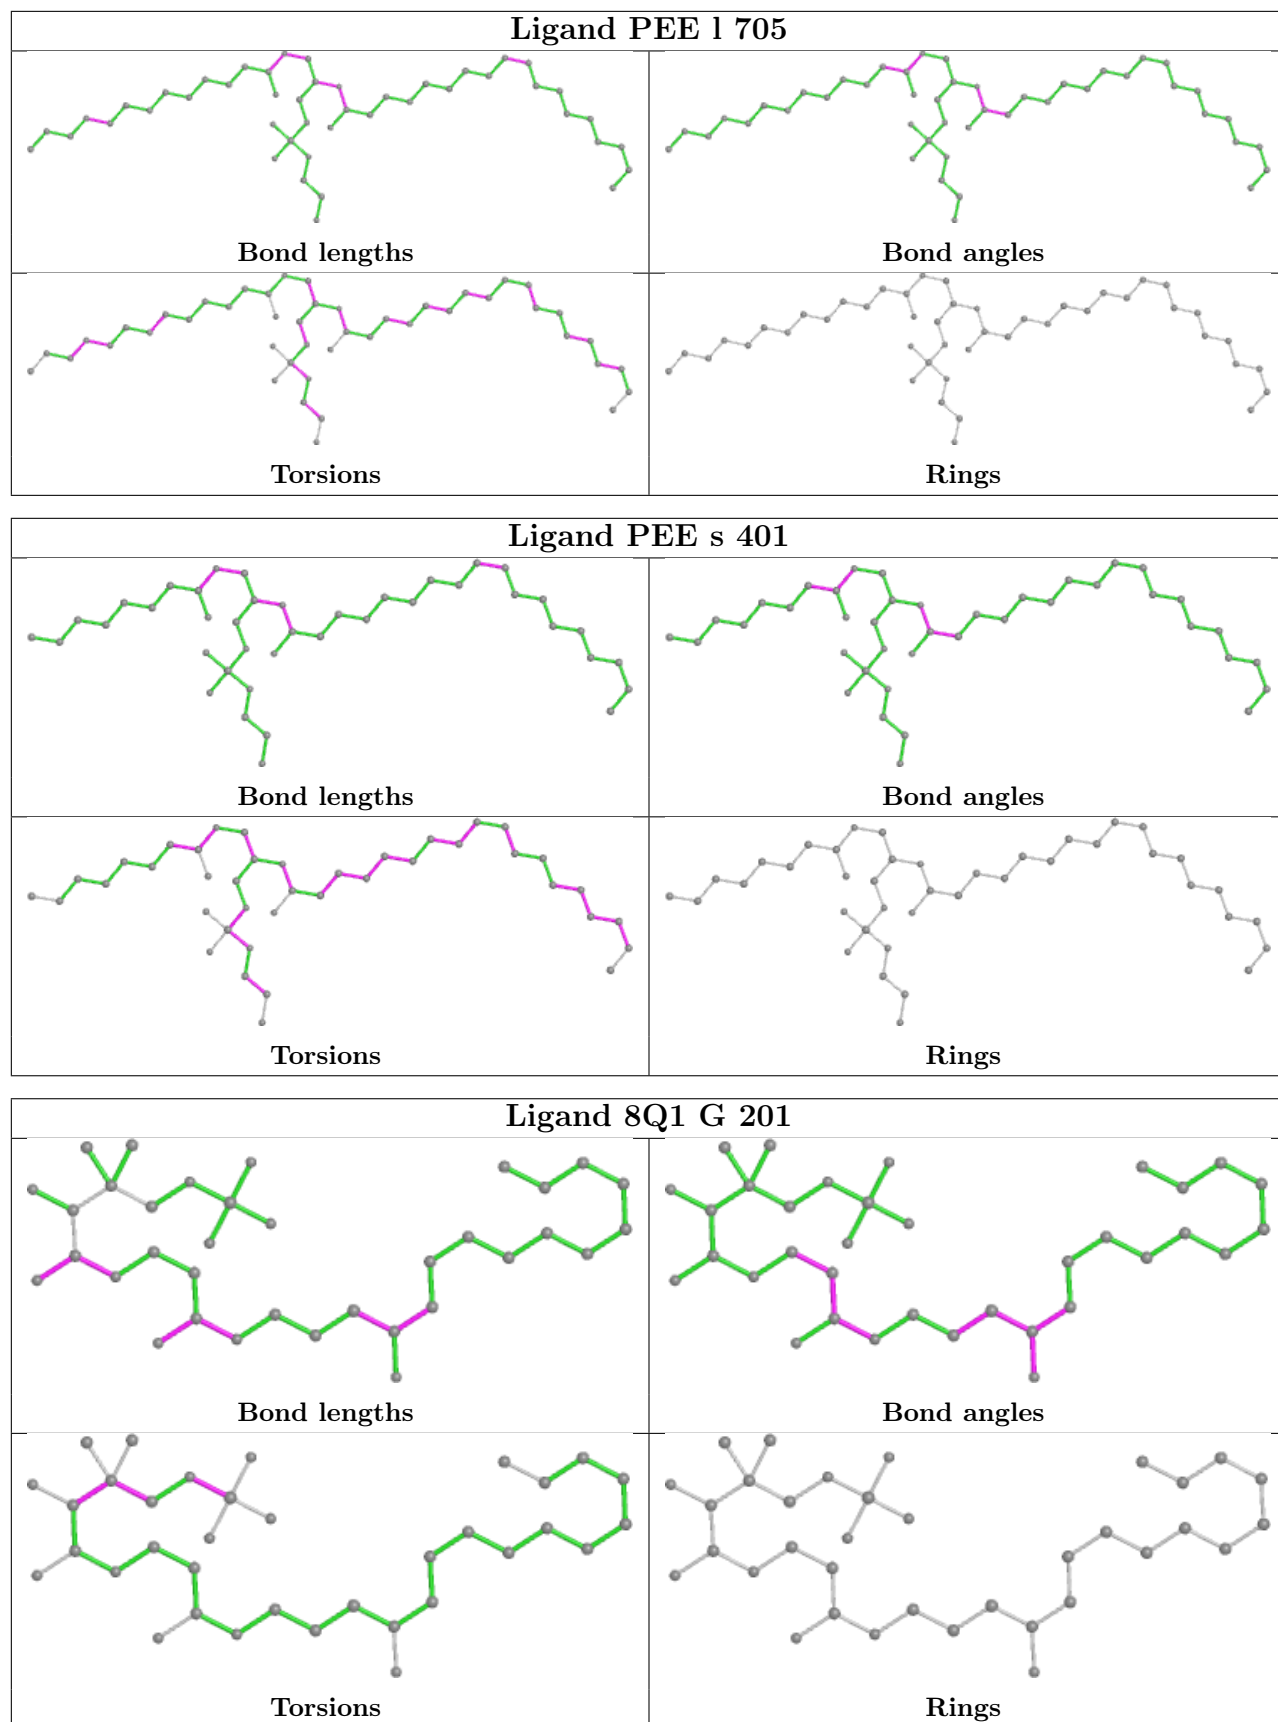 Ligand PEE l 705
Bond lengths
Bond angles
Torsions
Rings
Ligand PEE s 401
Bond lengths
Bond angles
Torsions
Rings
Ligand 8Q1 G 201
Bond lengths
Bond angles
Torsions
Rings